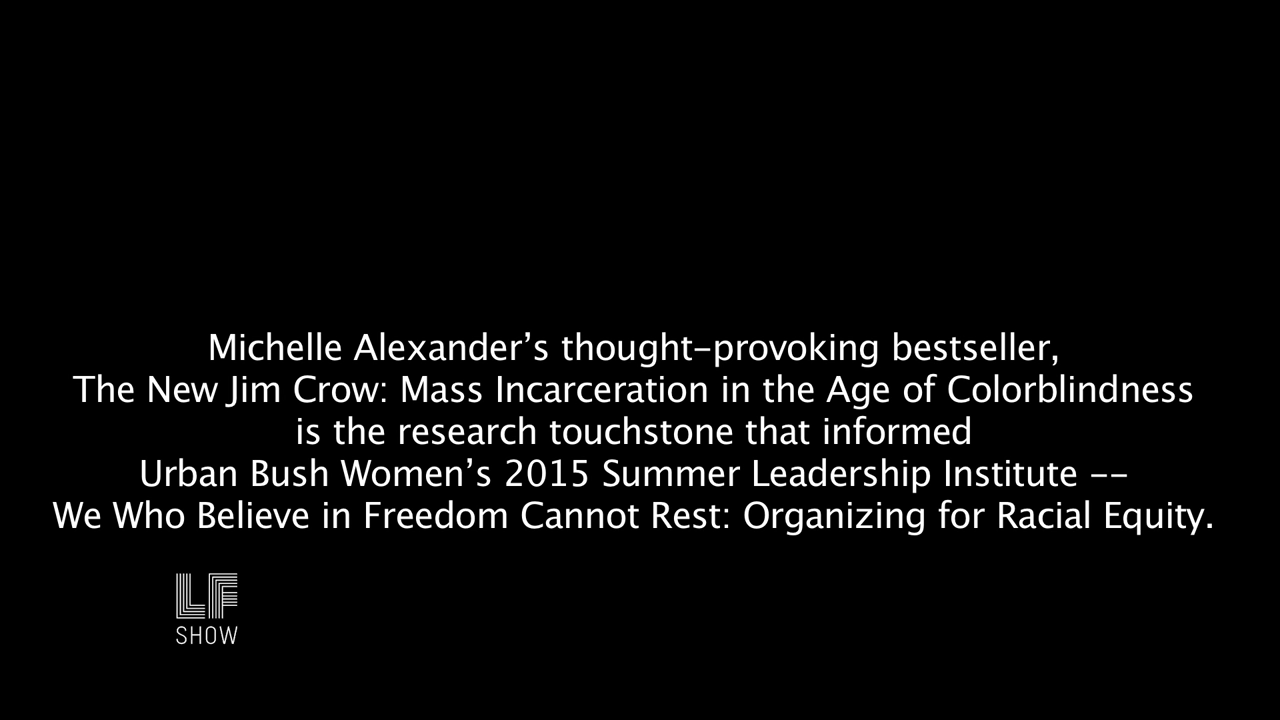 Michelle Alexander’s thought-provoking bestseller,
The New Jim Crow: Mass Incarceration in the Age of Colorblindness
is the research touchstone that informed
Urban Bush Women’s 2015 Summer Leadership Institute --
We Who Believe in Freedom Cannot Rest: Organizing for Racial Equity.
LF
SHOW